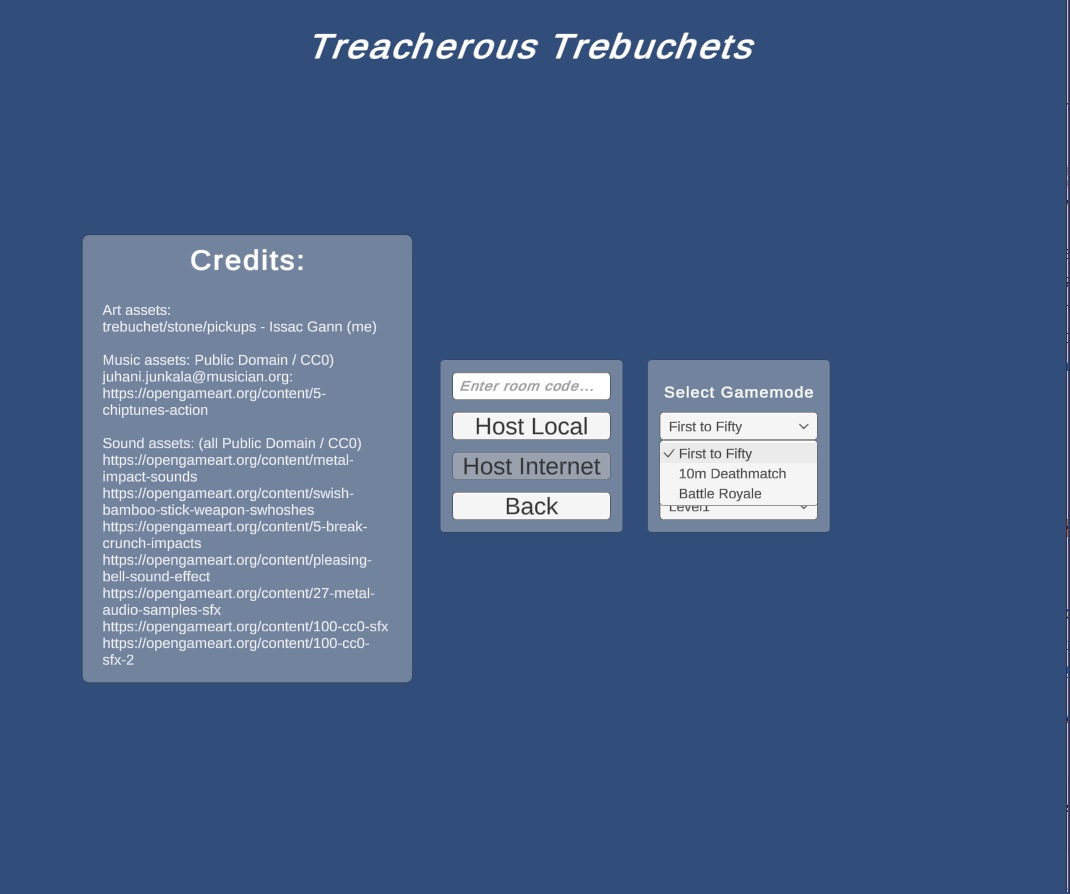 Treacherous Trebuchets
Credits:
Art assets:
trebuchet/stone/pickups - Issac Gann (me)
Music assets: Public Domain / CC0)
juhani.junkala@musician.org:
https://opengameart.org/content/5-
chiptunes-action
Sound assets: (all Public Domain / CC0)
https://opengameart.org/content/metal-
impact-sounds
https://opengameart.org/content/swish-
bamboo-stick-weapon-swhoshes
https://opengameart.org/content/5-break-
crunch-impacts
https://opengameart.org/content/pleasing-
bell-sound-effect
https://opengameart.org/content/27-metal-
audio-samples-sfx
https://opengameart.org/content/100-cc0-sfx
https://opengameart.org/content/100-cc0-
sfx-2
Enter room code...
Host Local
Host Internet
Back
Select Gamemode
First to Fifty
First to Fifty
10m Deathmatch
Battle Royale
Level1